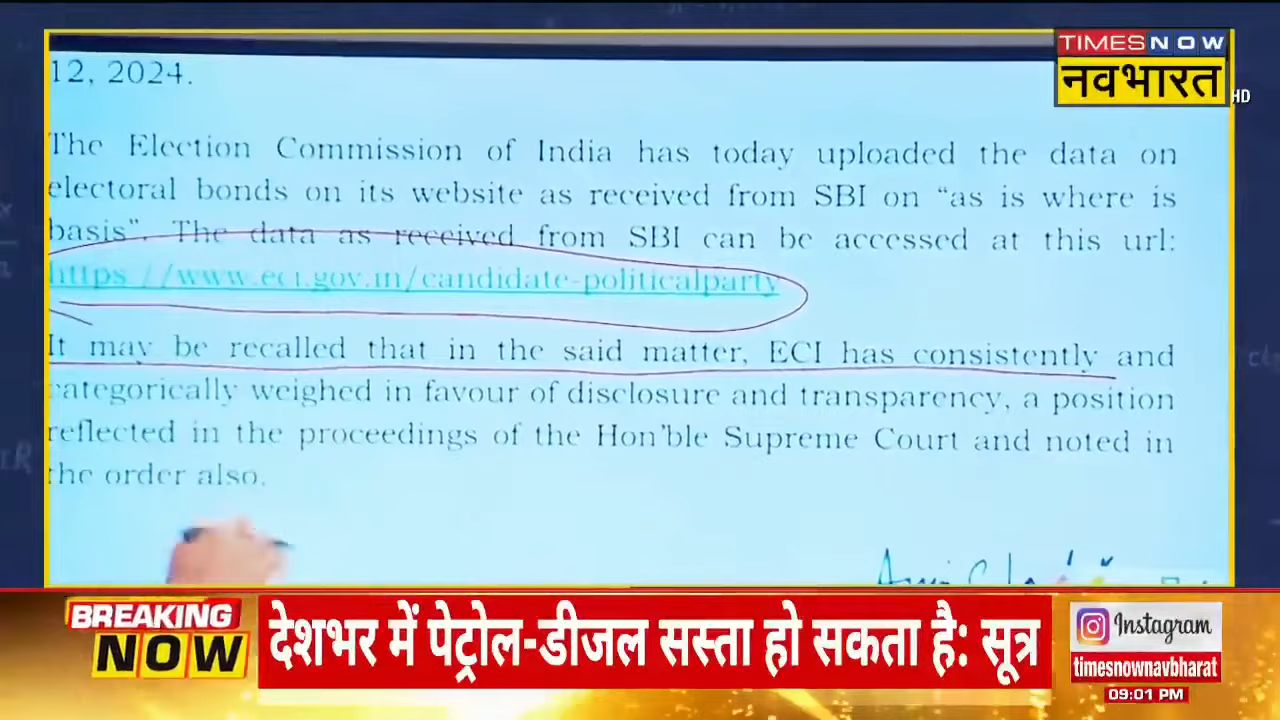 TIMES NOW
नवभारत
HD
12, 2024.
The Election Commission of India has today uploaded the data on
electoral bonds on its website as received from SBI on “as is where is
basis”. The data as received from SBI can be accessed at this url:
https://www.eci.gov.in/candidate-politicalparty
It may be recalled that in the said matter, ECI has consistently and
categorically weighed in favour of disclosure and transparency, a position
reflected in the proceedings of the Hon’ble Supreme Court and noted in
the order also.
BREAKING
NOW
देशभर में पेट्रोल-डीजल सस्ता हो सकता है: सूत्र
Instagram
timesnownavbharat
09:01 PM